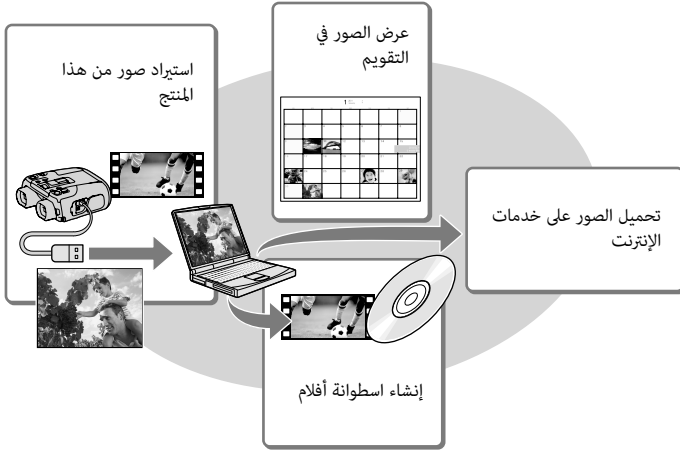 عرض الصور في
التقويم
استيراد صور من هذا
المنتج
تحميل الصور على خدمات
الإنترنت
إنشاء اسطوانة أفلام